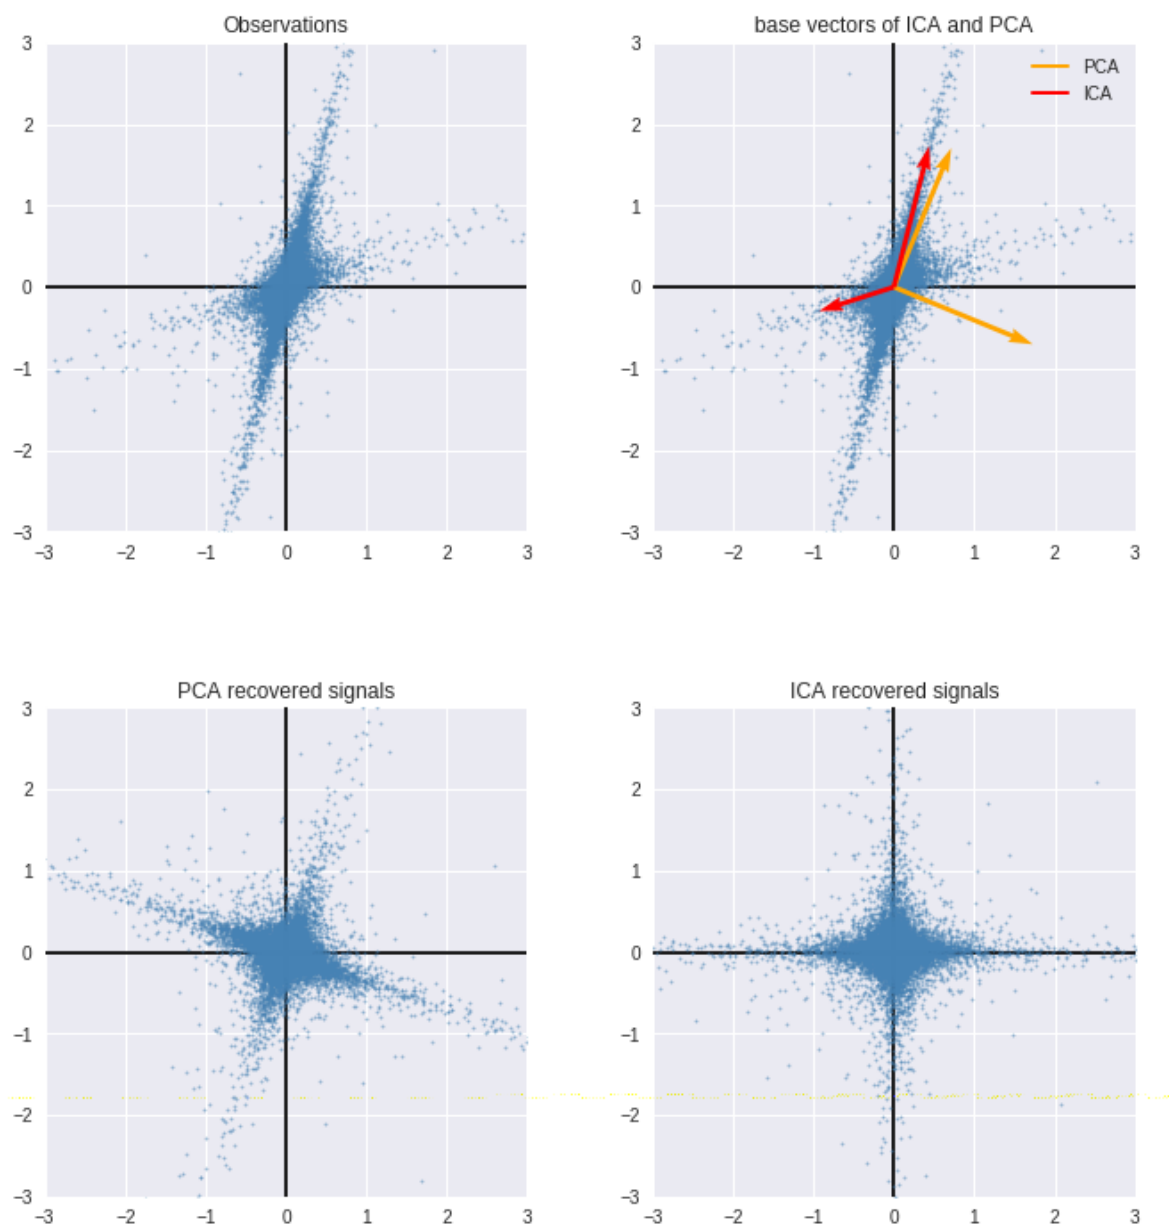 Observations
3
2
1
0
−1
−2
−3
−3 −2 −1 0 1 2 3
base vectors of ICA and PCA
PCA
ICA
3
2
1
0
−1
−2
−3
−3 −2 −1 0 1 2 3
PCA recovered signals
3
2
1
0
−1
−2
−3
−3 −2 −1 0 1 2 3
ICA recovered signals
3
2
1
0
−1
−2
−3
−3 −2 −1 0 1 2 3